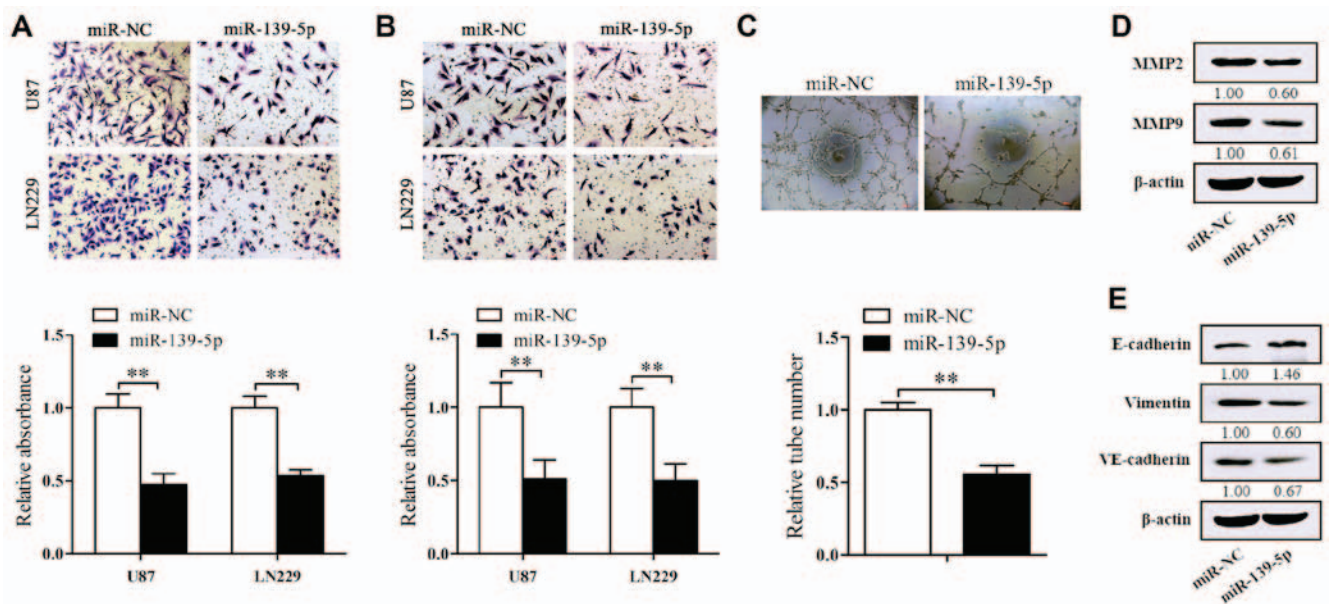 A
miR-NC
miR-139-5p
U87
LN229
miR-NC
miR-139-5p
Relative absorbance
1.5
1.0
0.5
0.0
**
**
U87
LN229
B
miR-NC
miR-139-5p
U87
LN229
miR-NC
miR-139-5p
Relative absorbance
1.5
1.0
0.5
0.0
**
**
U87
LN229
C
miR-NC
miR-139-5p
miR-NC
miR-139-5p
Relative tube number
1.5
1.0
0.5
0.0
**
D
MMP2
1.00 0.60
MMP9
1.00 0.61
β-actin
miR-NC
miR-139-5p
E
E-cadherin
1.00 1.46
Vimentin
1.00 0.60
VE-cadherin
1.00 0.67
β-actin
miR-NC
miR-139-5p